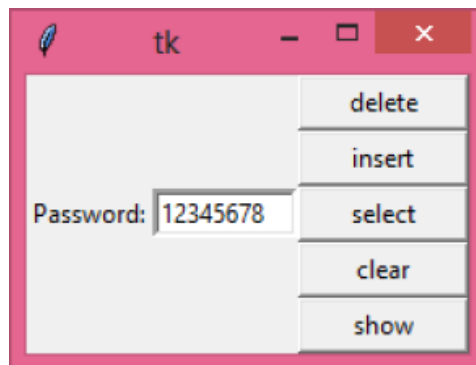 tk
delete
insert
Password: 12345678
select
clear
show